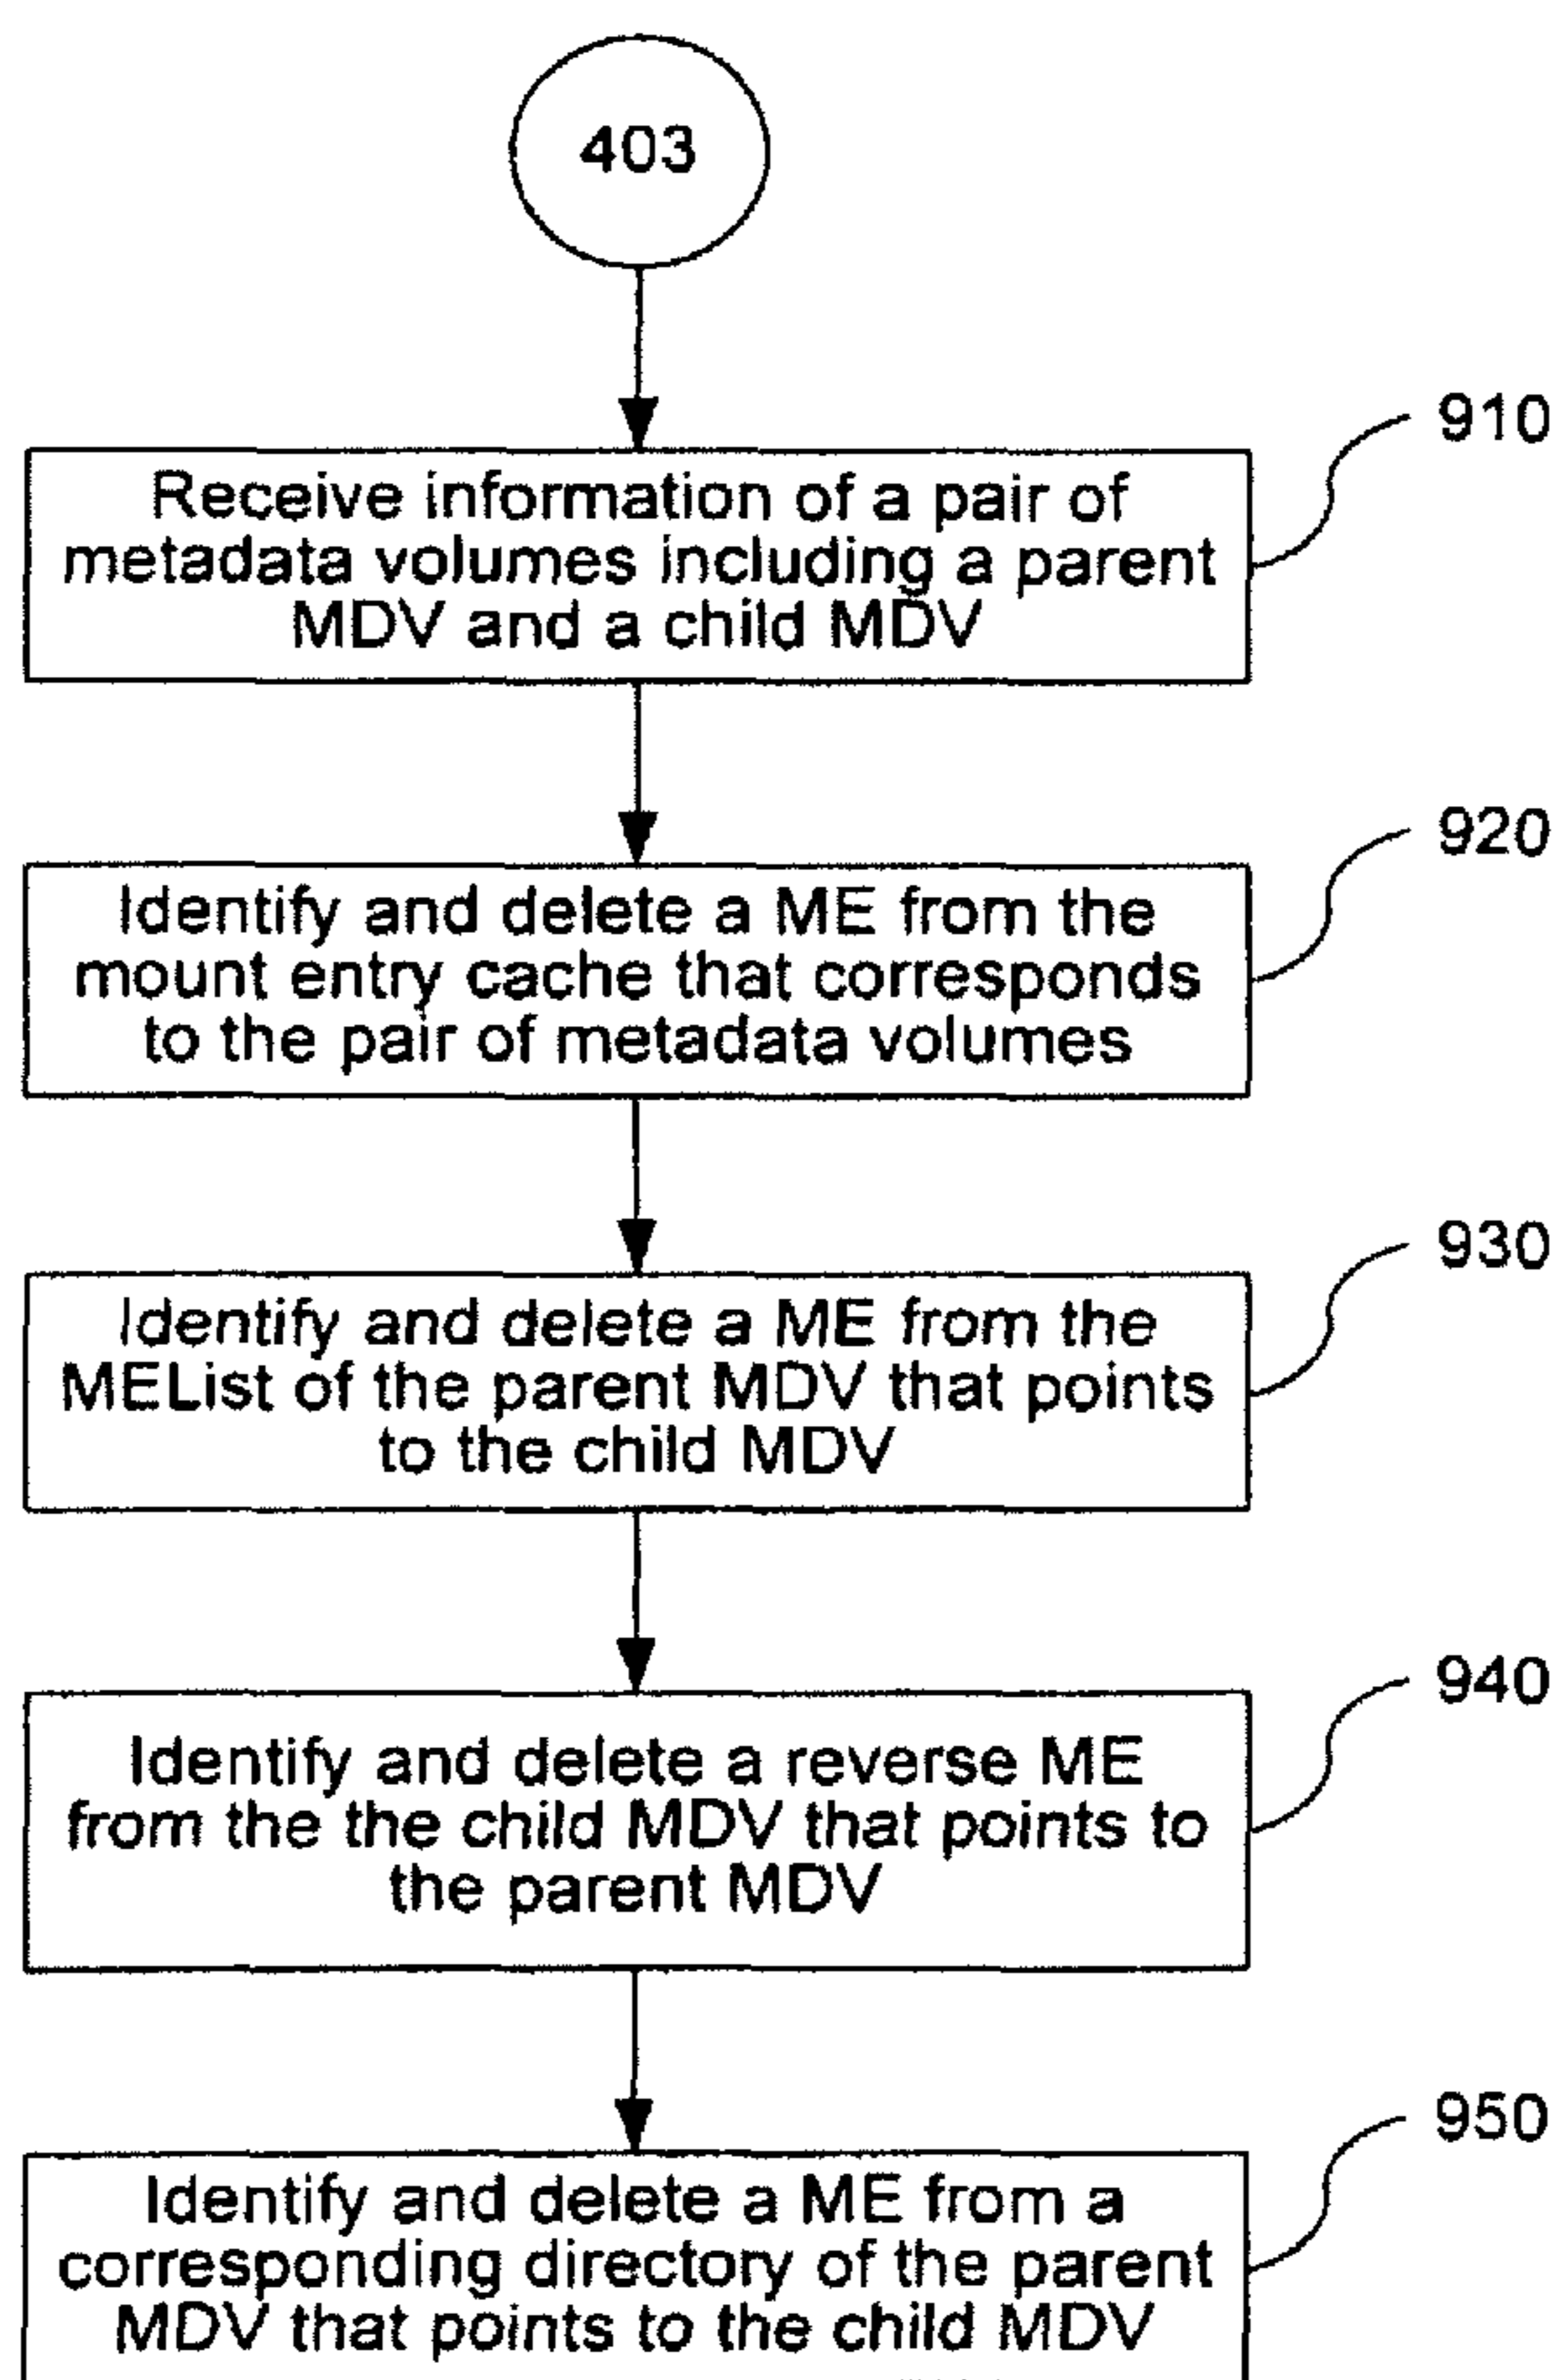 403
910
Receive information of a pair of
metadata volumes including a parent
MDV and a child MDV
920
Identify and delete a ME from the
mount entry cache that corresponds
to the pair of metadata volumes
930
Identify and delete a ME from the
MEList of the parent MDV that points
to the child MDV
940
Identify and delete a reverse ME
from the the child MDV that points to
the parent MDV
950
Identify and delete a ME from a
corresponding directory of the parent
MDV that points to the child MDV